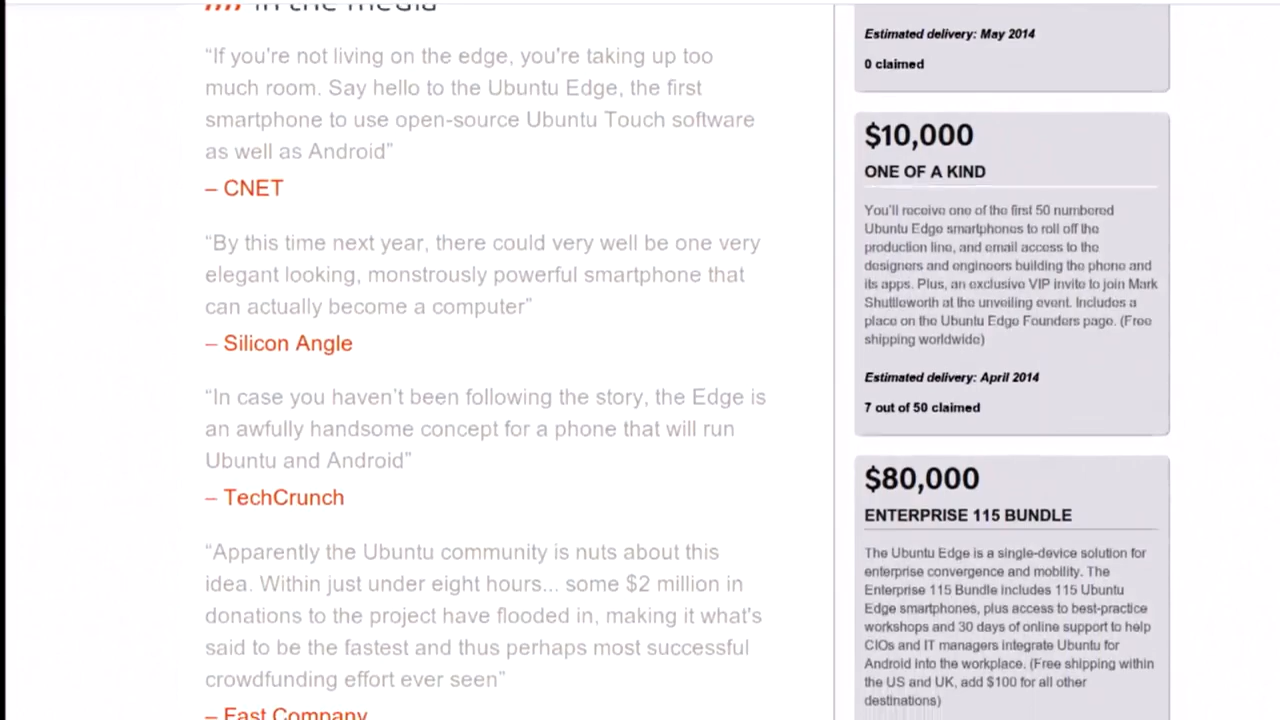 in the media
“If you're not living on the edge, you're taking up too
much room. Say hello to the Ubuntu Edge, the first
smartphone to use open-source Ubuntu Touch software
as well as Android”
– CNET
“By this time next year, there could very well be one very
elegant looking, monstrously powerful smartphone that
can actually become a computer”
– Silicon Angle
“In case you haven’t been following the story, the Edge is
an awfully handsome concept for a phone that will run
Ubuntu and Android”
– TechCrunch
“Apparently the Ubuntu community is nuts about this
idea. Within just under eight hours... some $2 million in
donations to the project have flooded in, making it what's
said to be the fastest and thus perhaps most successful
crowdfunding effort ever seen”
– Fast Company
Estimated delivery: May 2014
0 claimed
$10,000
ONE OF A KIND
You'll receive one of the first 50 numbered
Ubuntu Edge smartphones to roll off the
production line, and email access to the
designers and engineers building the phone and
its apps. Plus, an exclusive VIP invite to join Mark
Shuttleworth at the unveiling event. Includes a
place on the Ubuntu Edge Founders page. (Free
shipping worldwide)
Estimated delivery: April 2014
7 out of 50 claimed
$80,000
ENTERPRISE 115 BUNDLE
The Ubuntu Edge is a single-device solution for
enterprise convergence and mobility. The
Enterprise 115 Bundle includes 115 Ubuntu
Edge smartphones, plus access to best-practice
workshops and 30 days of online support to help
CIOs and IT managers integrate Ubuntu for
Android into the workplace. (Free shipping within
the US and UK, add $100 for all other
destinations)